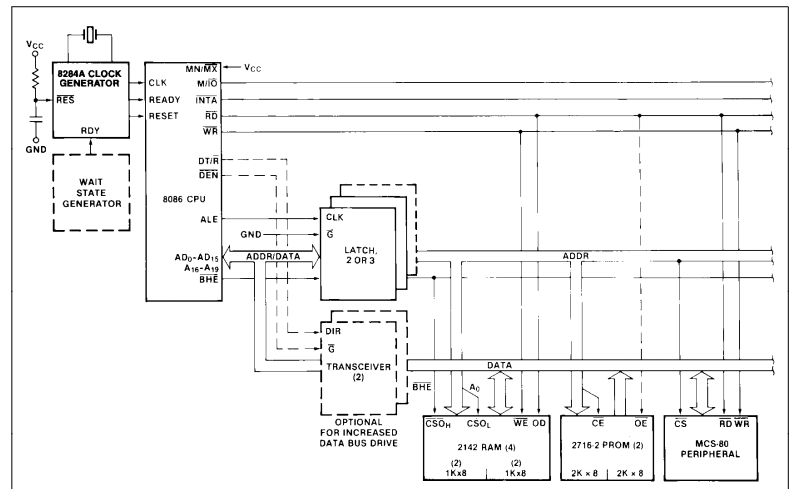 VCC
8284A CLOCK
GENERATOR
RES
RDY
GND
WAIT
STATE
GENERATOR
MN/MX
VCC
CLK
M/IO
READY
INTA
RESET
RD
WR
DT/R
DEN
8086 CPU
ALE
AD0-AD15
A16-A19
BHE
GND
ADDR/DATA
CLK
G
LATCH,
2 OR 3
ADDR
DIR
G
TRANSCEIVER
(2)
OPTIONAL
FOR INCREASED
DATA BUS DRIVE
DATA
BHE
A0
CSOH
CSOL
WE
OD
2142 RAM (4)
(2)
1Kx8
(2)
1Kx8
CE
OE
2716-2 PROM (2)
2K × 8
2K × 8
CS
RD
WR
MCS-80
PERIPHERAL